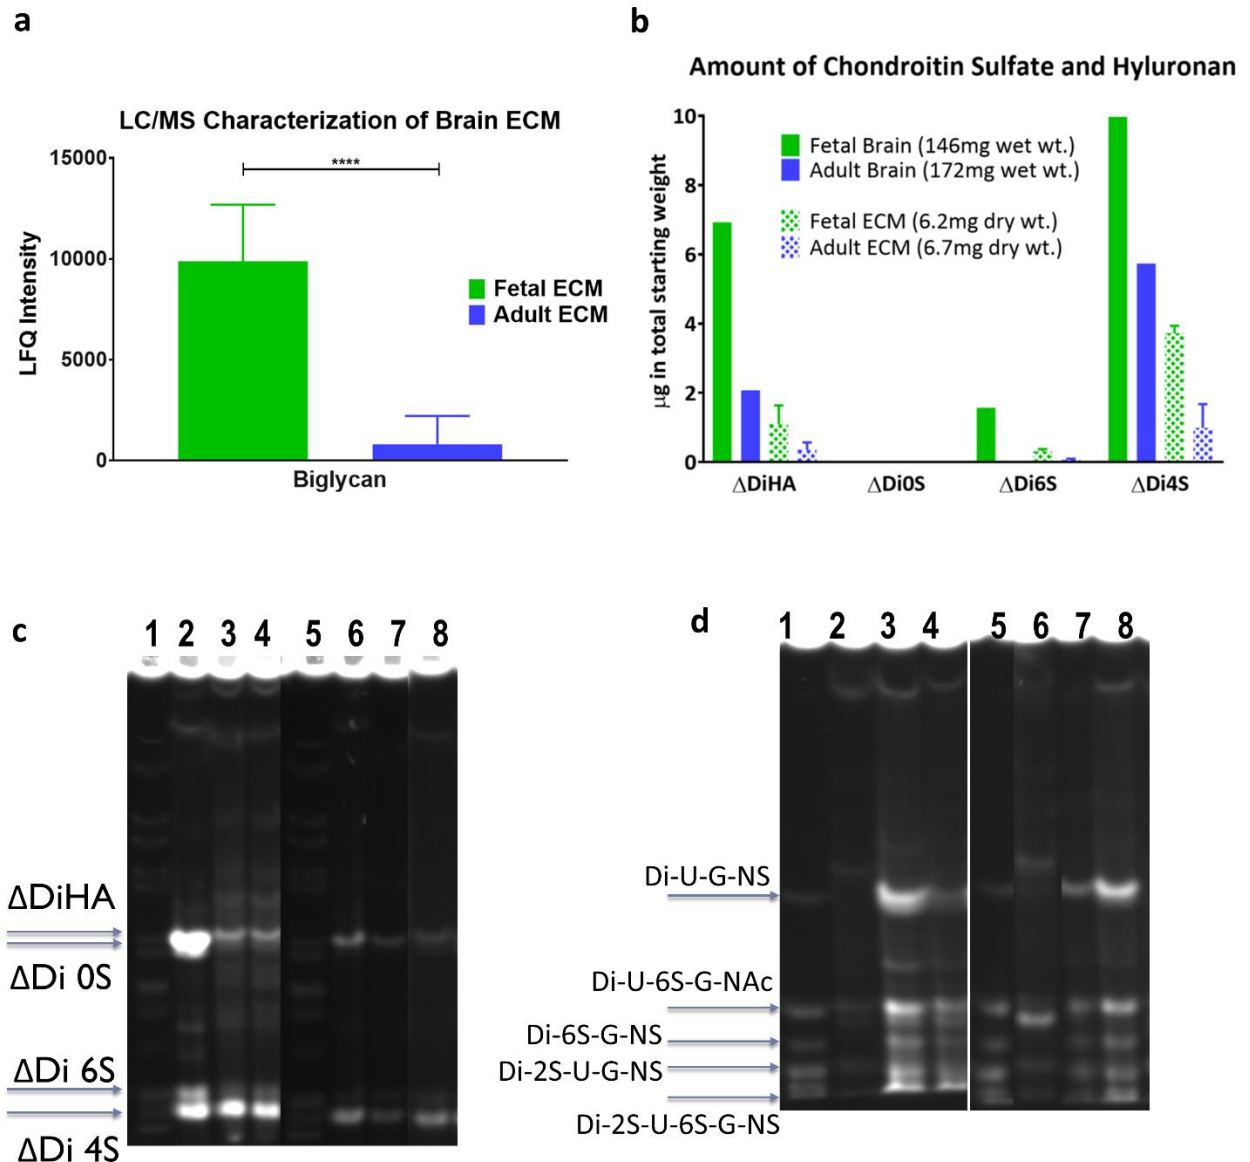 a
LC/MS Characterization of Brain ECM
15000
10000
5000
0
LFQ Intensity
****
Fetal ECM
Adult ECM
Biglycan
b
Amount of Chondroitin Sulfate and Hyluronan
10
8
6
4
2
0
µg in total starting weight
Fetal Brain (146mg wet wt.)
Adult Brain (172mg wet wt.)
Fetal ECM (6.2mg dry wt.)
Adult ECM (6.7mg dry wt.)
ΔDiHA ΔDi0S ΔDi6S ΔDi4S
c
1 2 3 4 5 6 7 8
ΔDiHA
ΔDi 0S
ΔDi 6S
ΔDi 4S
d
1 2 3 4 5 6 7 8
Di-U-G-NS
Di-U-6S-G-NAc
Di-6S-G-NS
Di-2S-U-G-NS
Di-2S-U-6S-G-NS